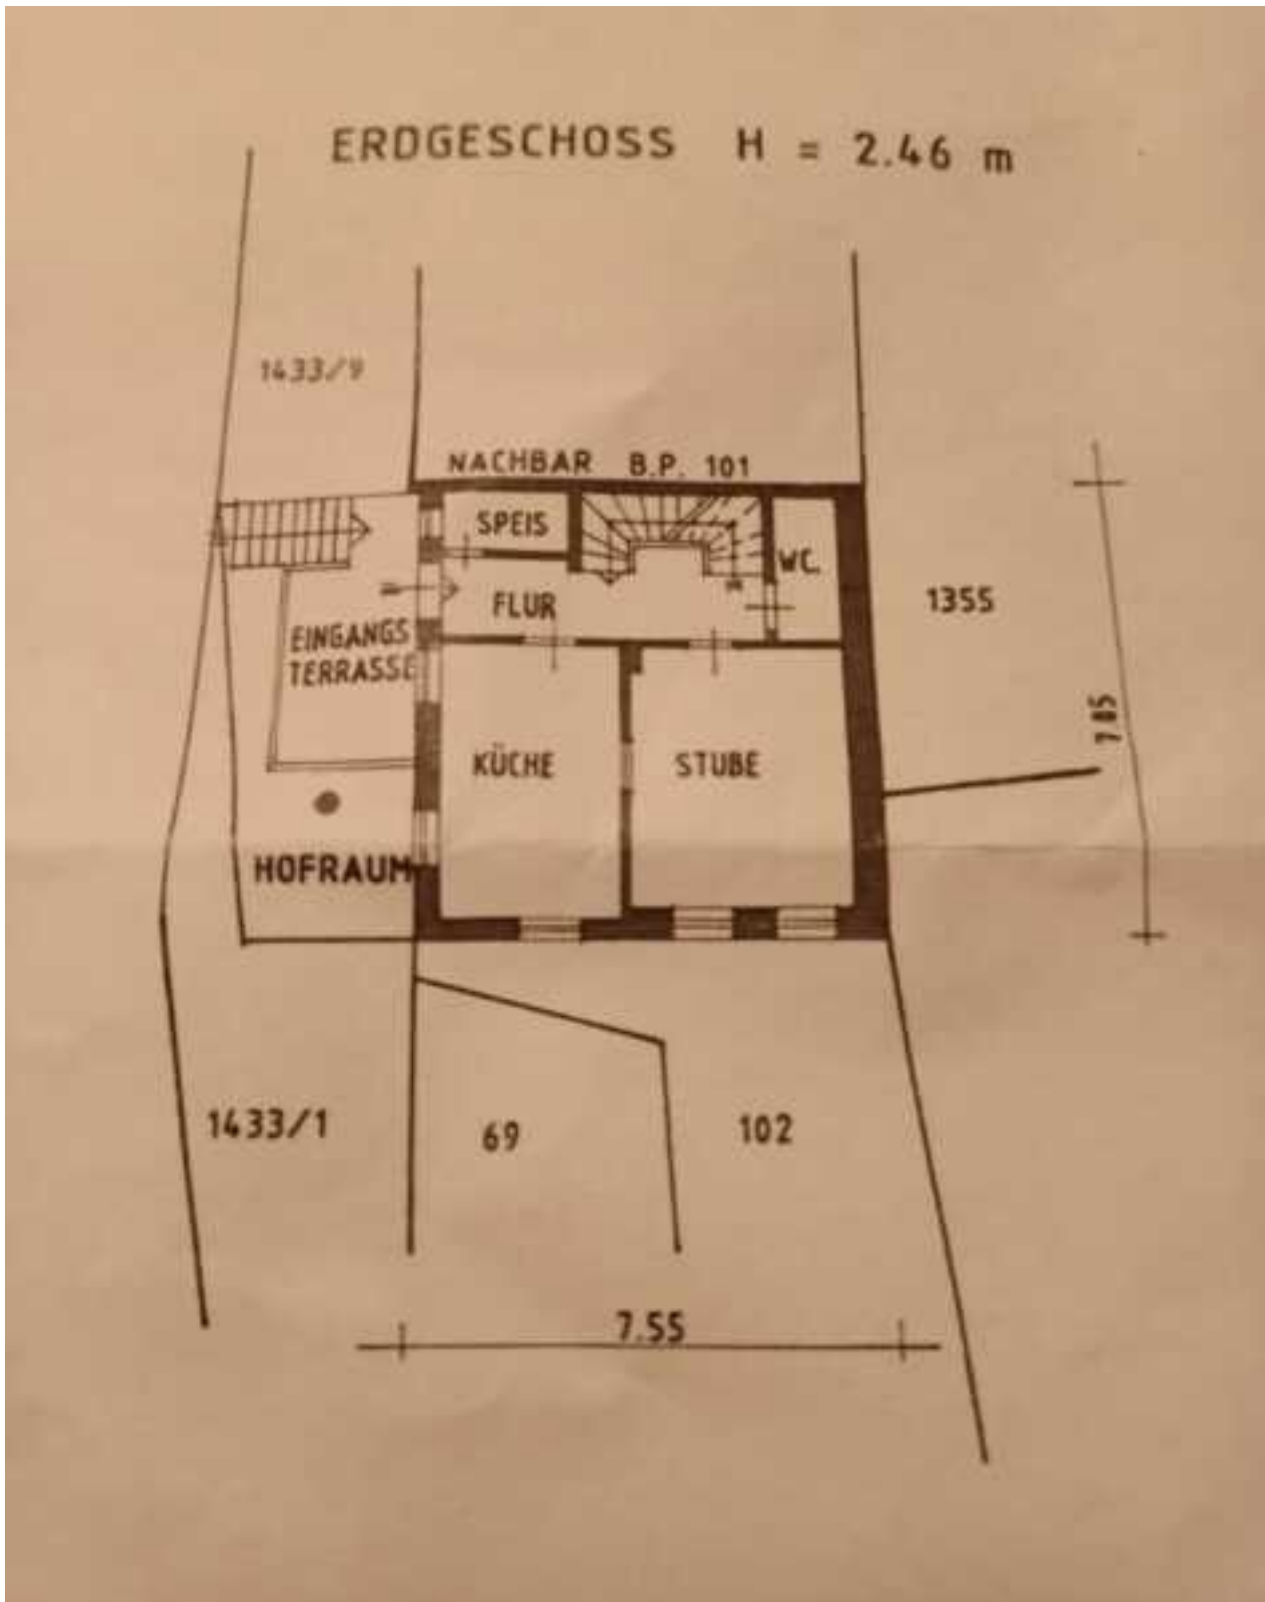 ERDGESCHOSS H = 2.46 m
1433/9
NACHBAR B.P. 101
SPEIS
WC.
FLUR
1355
EINGANGS
TERRASSE
7.05
KÜCHE
STUBE
HOFRAUM
1433/1
69
102
7.55